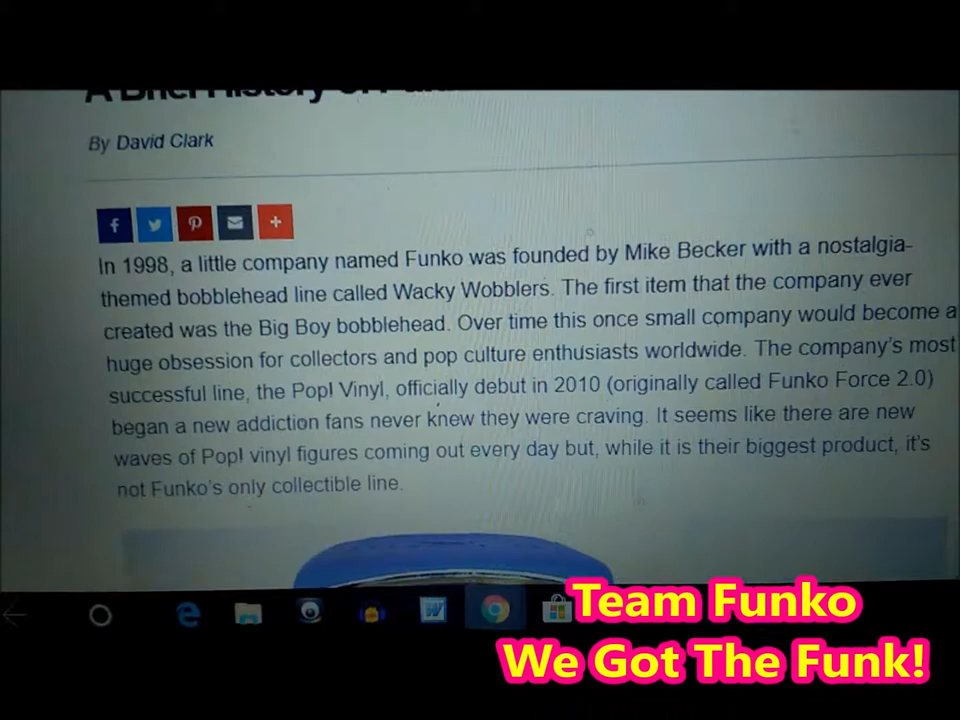 A Brief History of
By David Clark
In 1998, a little company named Funko was founded by Mike Becker with a nostalgia-
themed bobblehead line called Wacky Wobblers. The first item that the company ever
created was the Big Boy bobblehead. Over time this once small company would become a
huge obsession for collectors and pop culture enthusiasts worldwide. The company's most
successful line, the Pop! Vinyl, officially debut in 2010 (originally called Funko Force 2.0)
began a new addiction fans never knew they were craving. It seems like there are new
waves of Pop! vinyl figures coming out every day but, while it is their biggest product, it's
not Funko's only collectible line.
Team Funko
We Got The Funk!